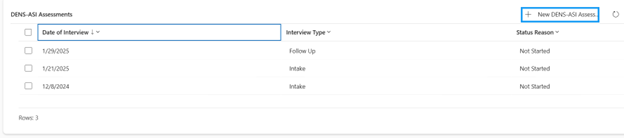 DENS-ASI Assessments
+ New DENS-ASI Assess...
Date of Interview ↓ Interview Type Status Reason
1/29/2025 Follow Up Not Started
1/21/2025 Intake Not Started
12/8/2024 Intake Not Started
Rows: 3